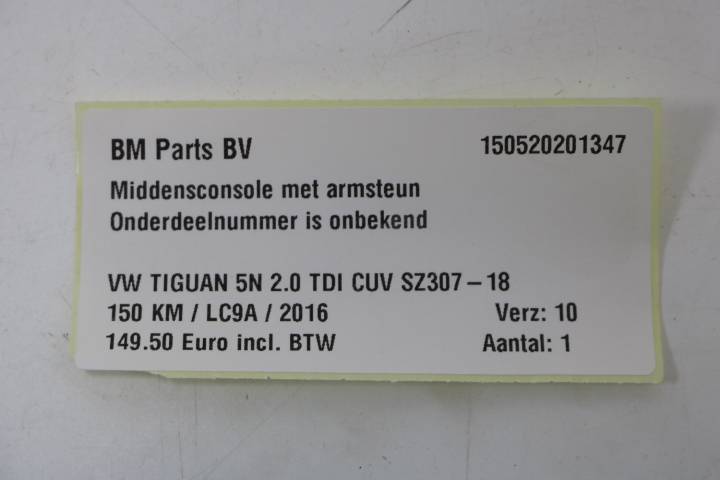 BM Parts BV 150520201347
Middensconsole met armsteun
Onderdeelnummer is onbekend
VW TIGUAN 5N 2.0 TDI CUV SZ307-18
150 KM / LC9A / 2016 Verz: 10
149.50 Euro incl. BTW Aantal: 1